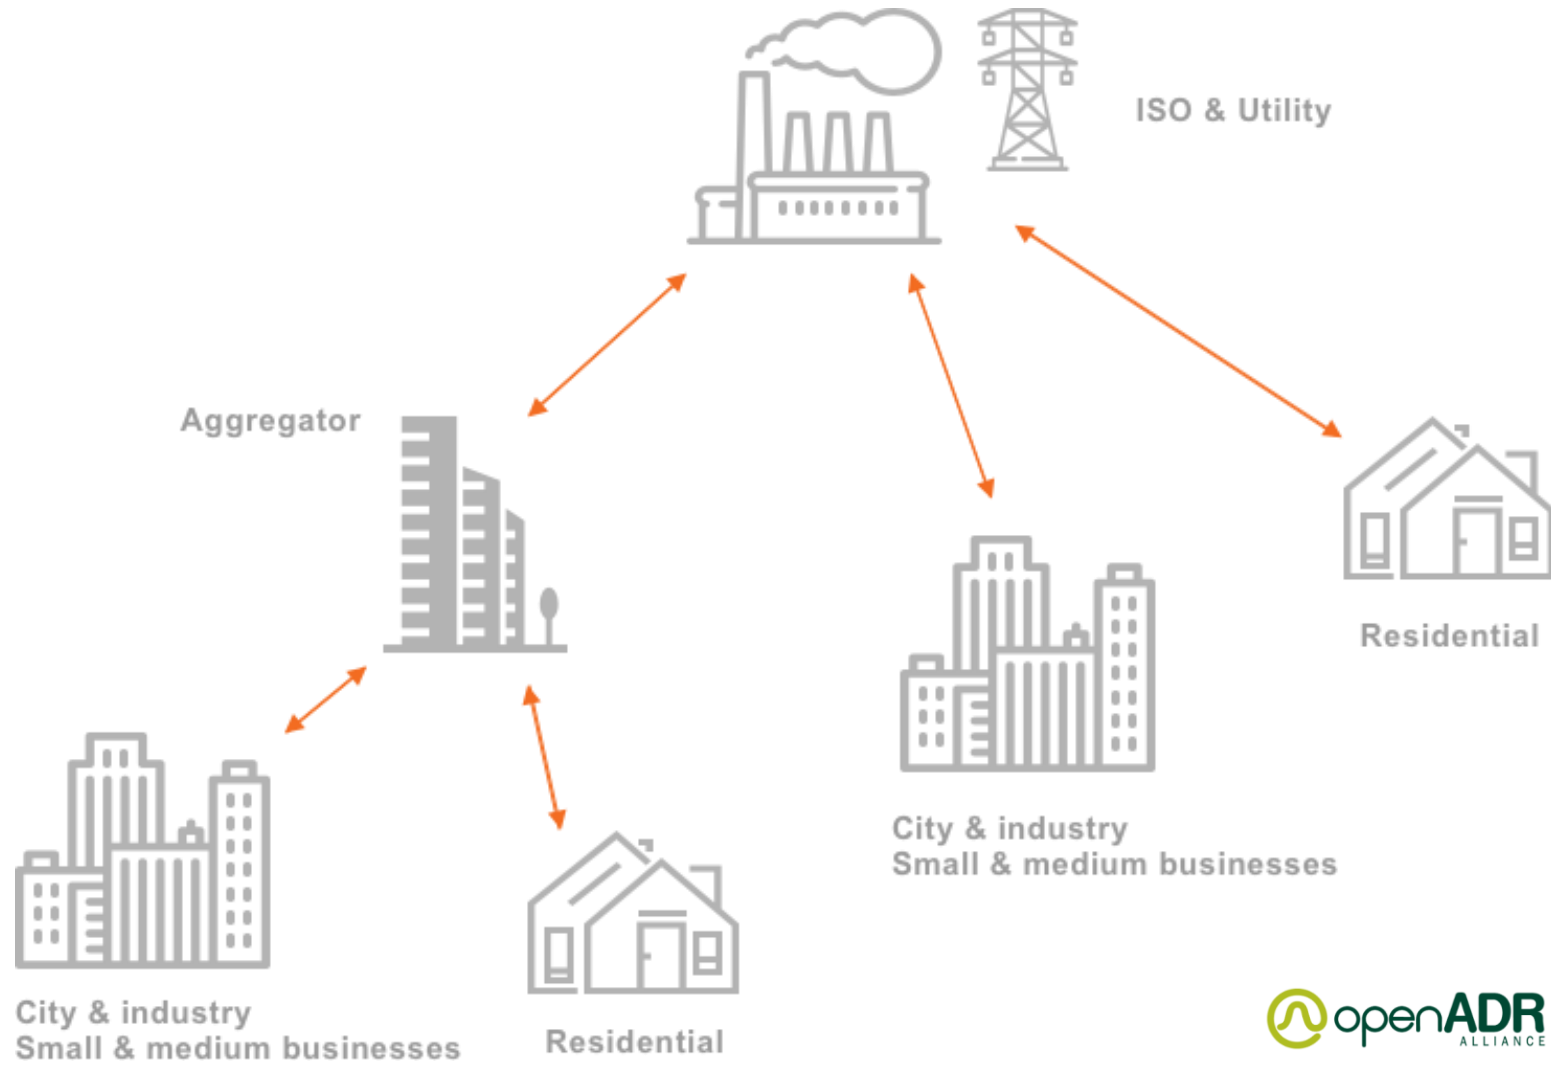 ISO & Utility
Aggregator
Residential
City & industry
Small & medium businesses
City & industry
Small & medium businesses
Residential
openADR
ALLIANCE